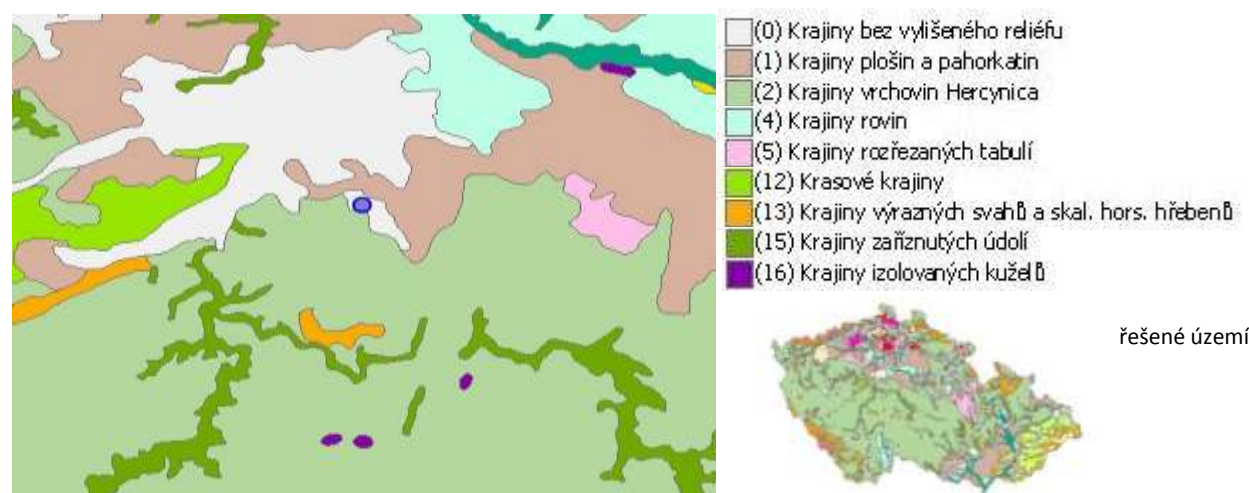 (0) Krajiny bez vylišeného reliéfu
(1) Krajiny plošin a pahorkatin
(2) Krajiny vrchovin Hercynica
(4) Krajiny rovin
(5) Krajiny rozřezaných tabulí
(12) Krasové krajiny
(13) Krajiny výrazných svahů a skal. hors. hřebenů
(15) Krajiny zaříznutých údolí
(16) Krajiny izolovaných kuželů
řešené území